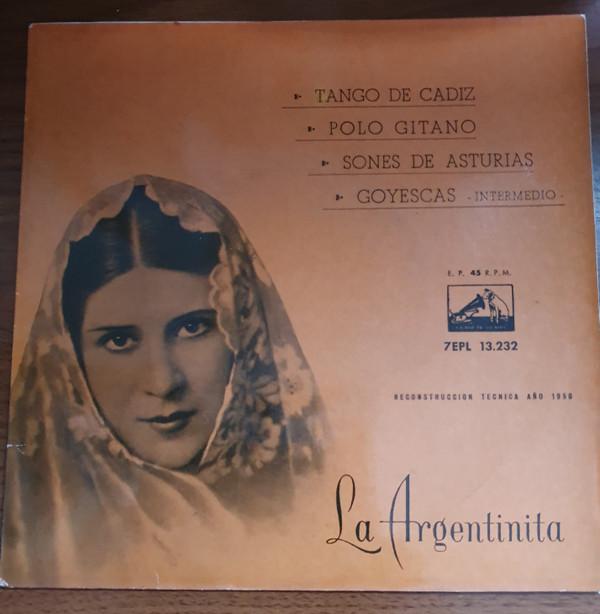 TANGO DE CADIZ
POLO GITANO
SONES DE ASTURIAS
GOYESCAS - INTERMEDIO -
E. P. 45 R. P. M.
7EPL 13.232
RECONSTRUCCION TECNICA AÑO 1958
La Argentinita